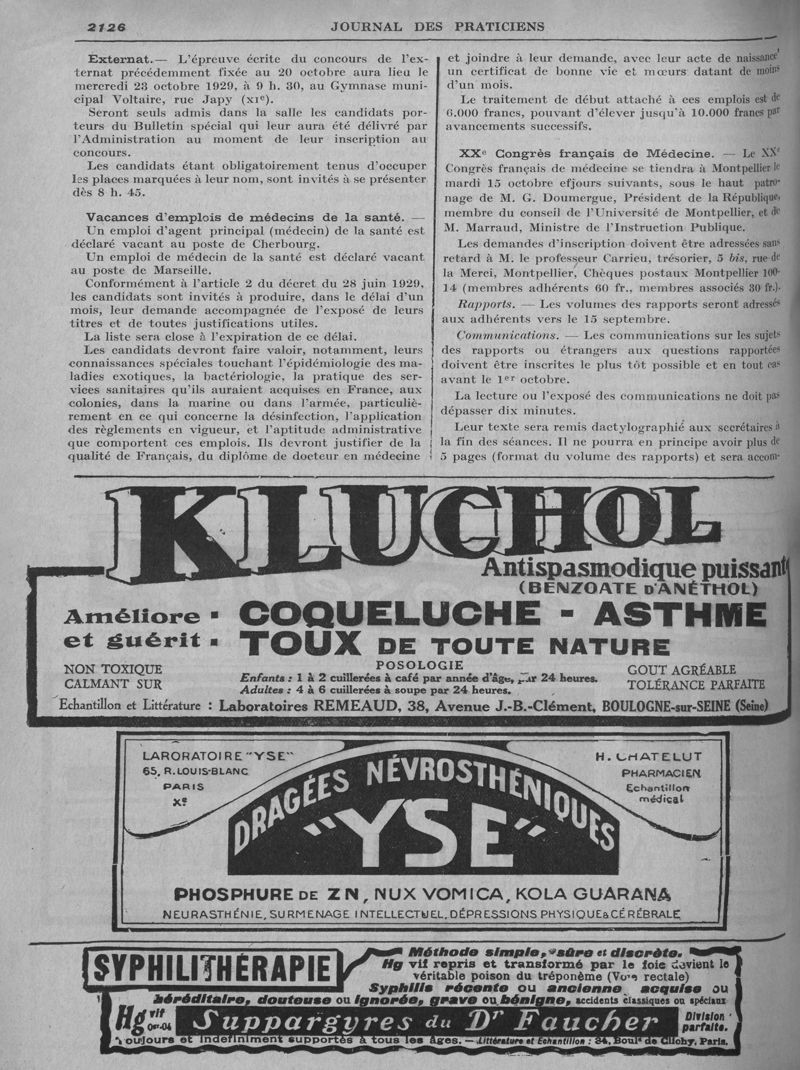 2126 JOURNAL DES PRATICIENS
Externat.— L'épreuve écrite du concours de l'ex-
ternat précédemment fixée au 20 octobre aura lieu le
mercredi 23 octobre 1929, à 9 h. 30, au Gymnase muni-
cipal Voltaire, rue Japy (XIe).
Seront seuls admis dans la salle les candidats por-
teurs du Bulletin spécial qui leur aura été délivré par
l'Administration au moment de leur inscription au
concours.
Les candidats étant obligatoirement tenus d'occuper
les places marquées à leur nom, sont invités à se présenter
dès 8 h. 45.
Vacances d'emplois de médecins de la santé. —
Un emploi d'agent principal (médecin) de la santé est
déclaré vacant au poste de Cherbourg.
Un emploi de médecin de la santé est déclaré vacant
au poste de Marseille.
Conformément à l'article 2 du décret du 28 juin 1929,
les candidats sont invités à produire, dans le délai d'un
mois, leur demande accompagnée de l'exposé de leurs
titres et de toutes justifications utiles.
La liste sera close à l'expiration de ce délai.
Les candidats devront faire valoir, notamment, leurs
connaissances spéciales touchant l'épidémiologie des ma-
ladies exotiques, la bactériologie, la pratique des ser-
vices sanitaires qu'ils auraient acquises en France, aux
colonies, dans la marine ou dans l'armée, particuliè-
rement en ce qui concerne la désinfection, l'application
des règlements en vigueur, et l'aptitude administrative
que comportent ces emplois. Ils devront justifier de la
qualité de Français, du diplôme de docteur en médecine
et joindre à leur demande, avec leur acte de naissance
un certificat de bonne vie et mœurs datant de moins
d'un mois.
Le traitement de début attaché à ces emplois est de
6.000 francs, pouvant d'élever jusqu'à 10.000 francs par
avancements successifs.
XXe Congrès français de Médecine. — Le XXe
Congrès français de médecine se tiendra à Montpellier le
mardi 15 octobre efjours suivants, sous le haut patro-
nage de M. G. Doumergue, Président de la République,
membre du conseil de l'Université de Montpellier, et de
M. Marraud, Ministre de l'Instruction Publique.
Les demandes d'inscription doivent être adressées sans
retard à M. le professeur Carrieu, trésorier, 5 bis, rue de
la Merci, Montpellier, Chèques postaux Montpellier 100-
14 (membres adhérents 60 fr., membres associés 30 fr.).
Rapports. — Les volumes des rapports seront adressés
aux adhérents vers le 15 septembre.
Communications. — Les communications sur les sujets
des rapports ou étrangers aux questions rapportées
doivent être inscrites le plus tôt possible et en tout cas
avant le 1er octobre.
La lecture ou l'exposé des communications ne doit pas
dépasser dix minutes.
Leur texte sera remis dactylographié aux secrétaires à
la fin des séances. Il ne pourra en principe avoir plus de
5 pages (format du volume des rapports) et sera accom-
KLUCHOL
Antispasmodique puissant
(BENZOATE D'ANÉTHOL)
Améliore COQUELUCHE - ASTHME
et guérit TOUX DE TOUTE NATURE
NON TOXIQUE
CALMANT SUR
POSOLOGIE
Enfants : 1 à 2 cuillerées à café par année d'âge, par 24 heures.
Adultes : 4 à 6 cuillerées à soupe par 24 heures.
GOUT AGRÉABLE
TOLÉRANCE PARFAITE
Echantillon et Littérature : Laboratoires REMEAUD, 38, Avenue J.-B.-Clément, BOULOGNE-sur-SEINE (Seine)
LARORATOIRE "YSE"
65, R. LOUIS-BLANC
PARIS
Xe
H. CHATELUT
PHARMACIEN
Echantillon
médical
DRAGÉES NÉVROSTHÉNIQUES
"YSE"
PHOSPHURE DE ZN, NUX VOMICA, KOLA GUARANA
NEURASTHÉNIE, SURMENAGE INTELLECTUEL, DÉPRESSIONS PHYSIQUE & CÉRÉBRALE
SYPHILITHÉRAPIE
Méthode simple, sûre et discrète.
Hg vif repris et transformé par le foie devient le
véritable poison du tréponème (Voie rectale)
Syphilis récente ou ancienne, acquise ou
héréditaire, douteuse ou ignorée, grave ou bénigne, accidents classiques ou spéciaux
Hg vif 0gr04 Suppargyres du Dr Faucher Division parfaite.
Toujours et indéfiniment supportés à tous les âges. — Littérature et Echantillon : 34, Bould de Clichy, Paris.